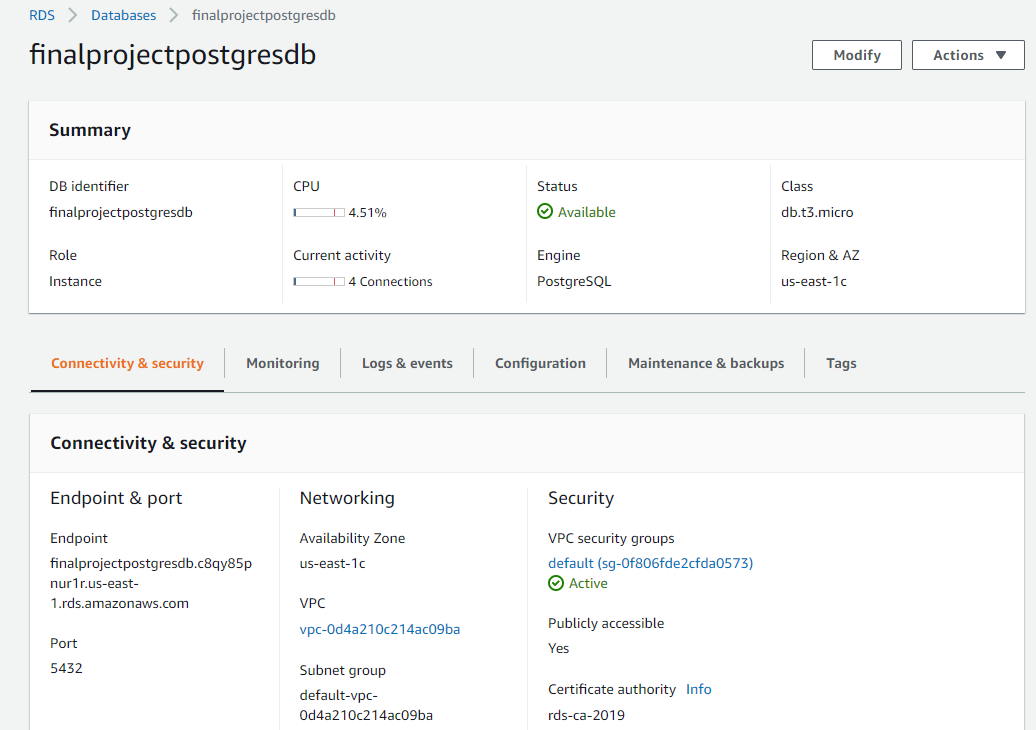 RDS > Databases > finalprojectpostgresdb
finalprojectpostgresdb
Modify
Actions
Summary
DB identifier
finalprojectpostgresdb
CPU
4.51%
Status
Available
Class
db.t3.micro
Role
Instance
Current activity
4 Connections
Engine
PostgreSQL
Region & AZ
us-east-1c
Connectivity & security
Monitoring
Logs & events
Configuration
Maintenance & backups
Tags
Connectivity & security
Endpoint & port
Endpoint
finalprojectpostgresdb.c8qy85p
nur1r.us-east-
1.rds.amazonaws.com
Port
5432
Networking
Availability Zone
us-east-1c
VPC
vpc-0d4a210c214ac09ba
Subnet group
default-vpc-
0d4a210c214ac09ba
Security
VPC security groups
default (sg-0f806fde2cfda0573)
Active
Publicly accessible
Yes
Certificate authority Info
rds-ca-2019